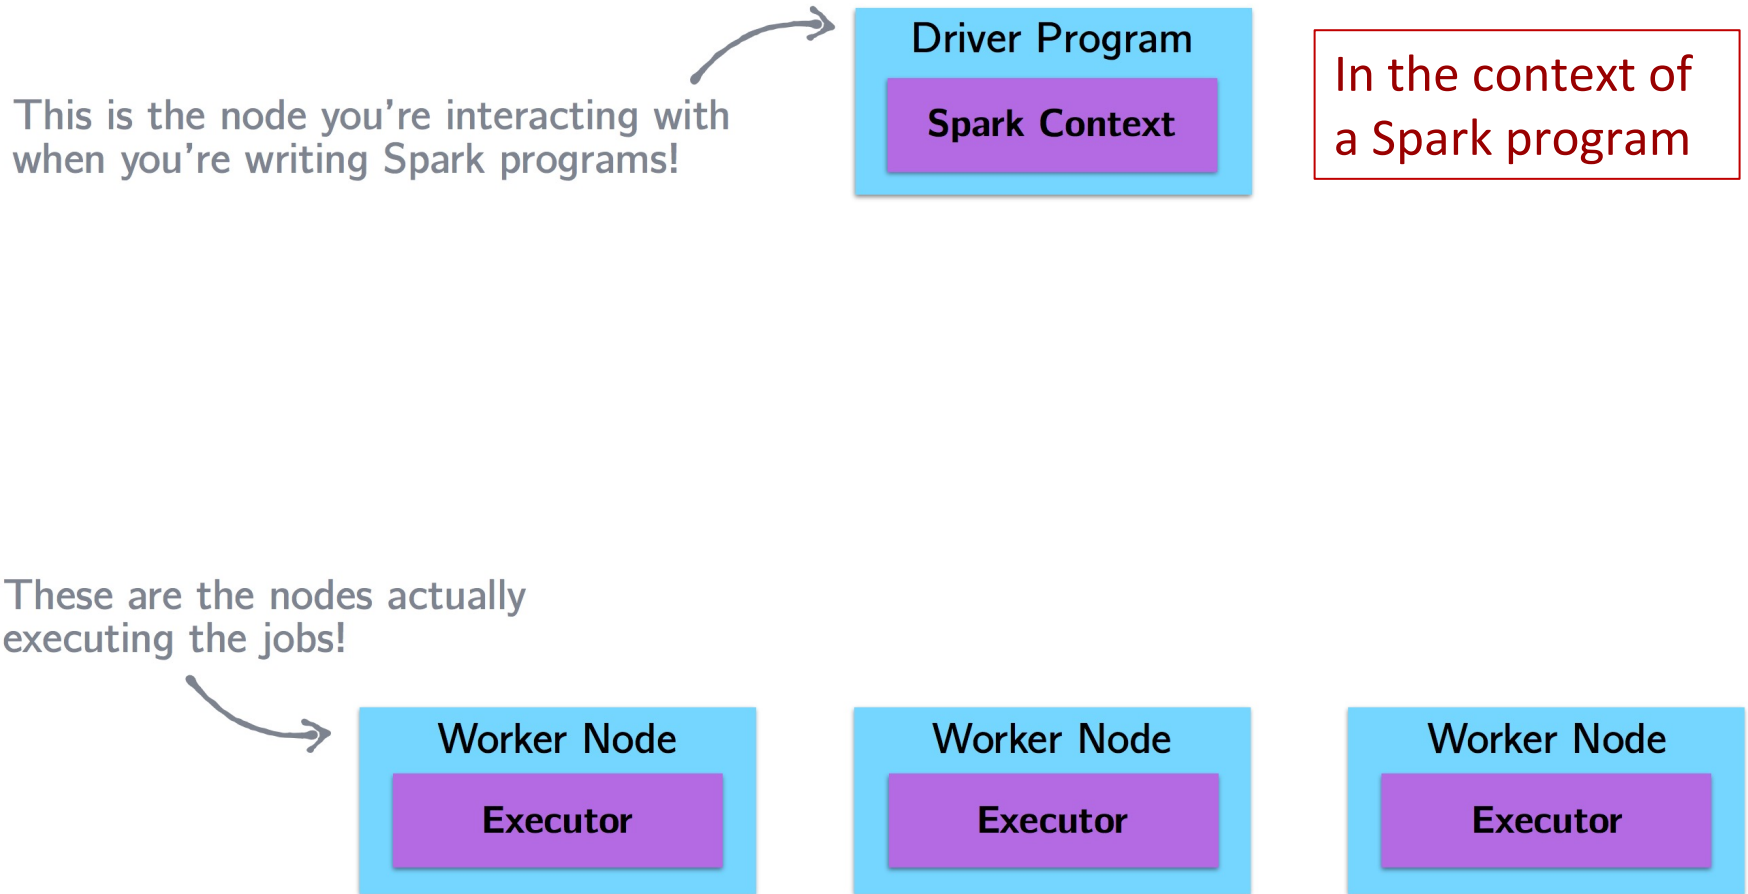 Driver Program
Spark Context
In the context of
a Spark program
This is the node you're interacting with
when you're writing Spark programs!
These are the nodes actually
executing the jobs!
Worker Node
Executor
Worker Node
Executor
Worker Node
Executor